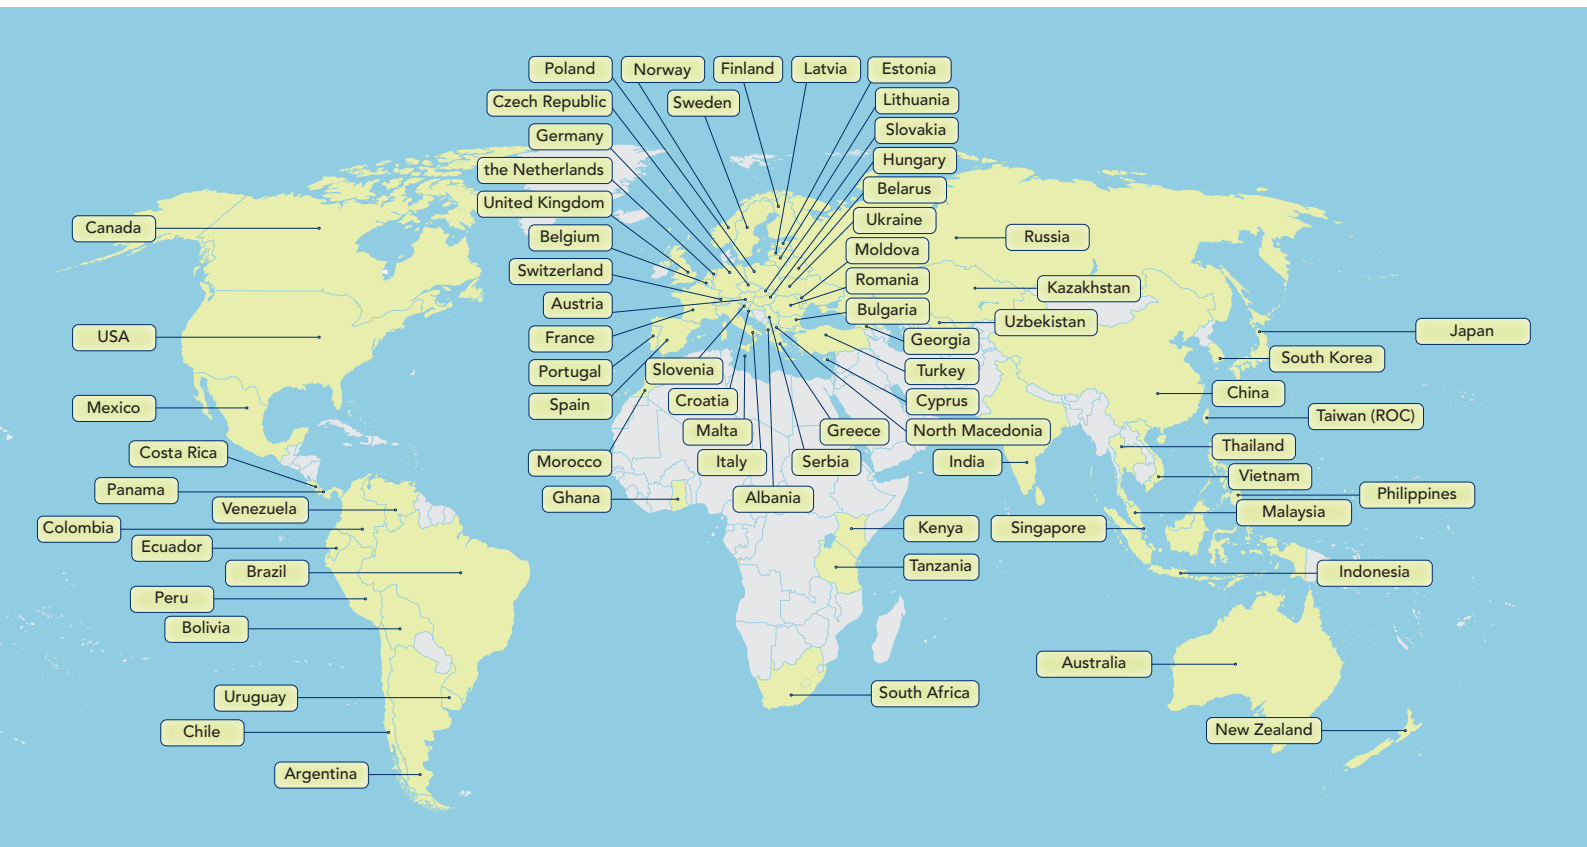 Poland
Norway
Finland
Latvia
Estonia
Czech Republic
Sweden
Lithuania
Germany
Slovakia
the Netherlands
Hungary
United Kingdom
Belarus
Canada
Belgium
Ukraine
Russia
Switzerland
Moldova
Austria
Romania
Kazakhstan
USA
France
Bulgaria
Uzbekistan
Japan
Portugal
Slovenia
Georgia
South Korea
Spain
Croatia
Turkey
China
Mexico
Malta
Cyprus
Taiwan (ROC)
Greece
North Macedonia
Thailand
Costa Rica
Morocco
Italy
Serbia
India
Vietnam
Panama
Ghana
Albania
Philippines
Venezuela
Malaysia
Colombia
Kenya
Singapore
Ecuador
Brazil
Tanzania
Indonesia
Peru
Bolivia
Australia
Uruguay
South Africa
Chile
New Zealand
Argentina